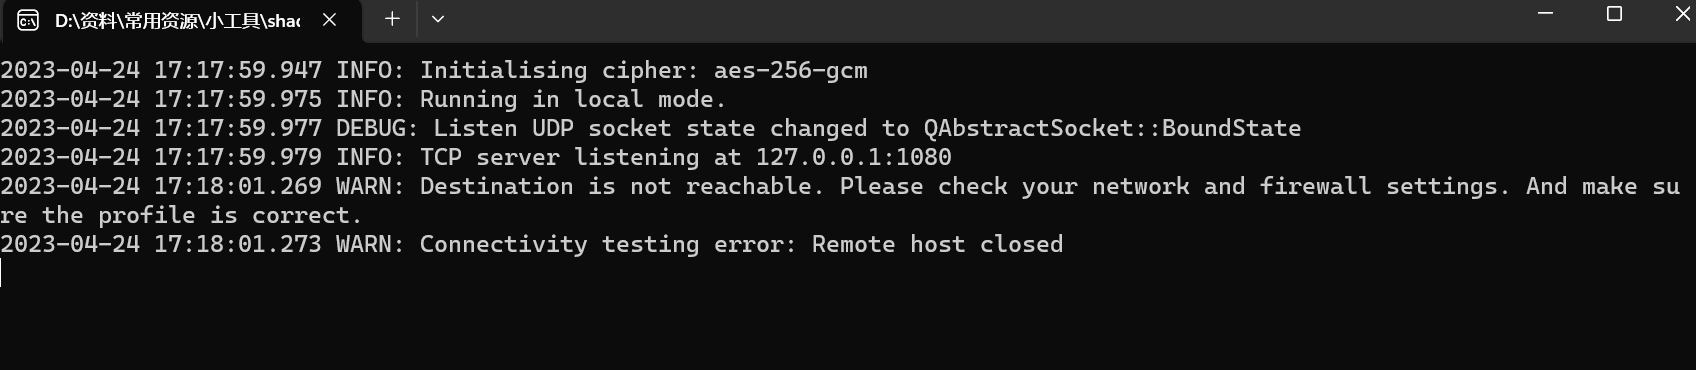 D:\资料\常用资源\小工具\shad
2023-04-24 17:17:59.947 INFO: Initialising cipher: aes-256-gcm
2023-04-24 17:17:59.975 INFO: Running in local mode.
2023-04-24 17:17:59.977 DEBUG: Listen UDP socket state changed to QAbstractSocket::BoundState
2023-04-24 17:17:59.979 INFO: TCP server listening at 127.0.0.1:1080
2023-04-24 17:18:01.269 WARN: Destination is not reachable. Please check your network and firewall settings. And make su
re the profile is correct.
2023-04-24 17:18:01.273 WARN: Connectivity testing error: Remote host closed